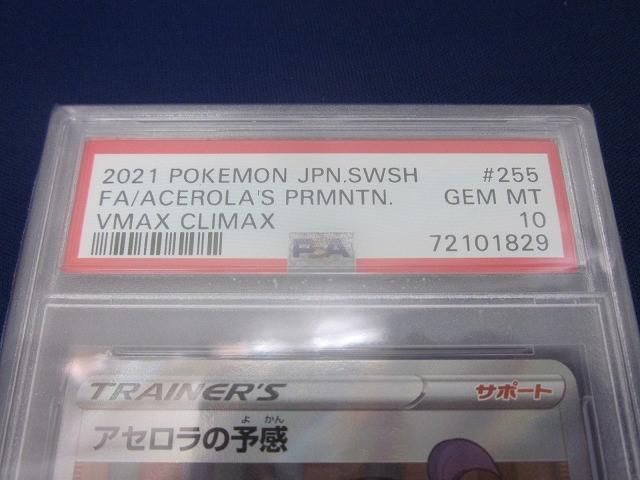 2021 POKEMON JPN.SWSH #255
FA/ACEROLA'S PRMNTN. GEM MT
VMAX CLIMAX 10
PSA 72101829
TRAINER'S サポート
よ かん
アセロラの予感